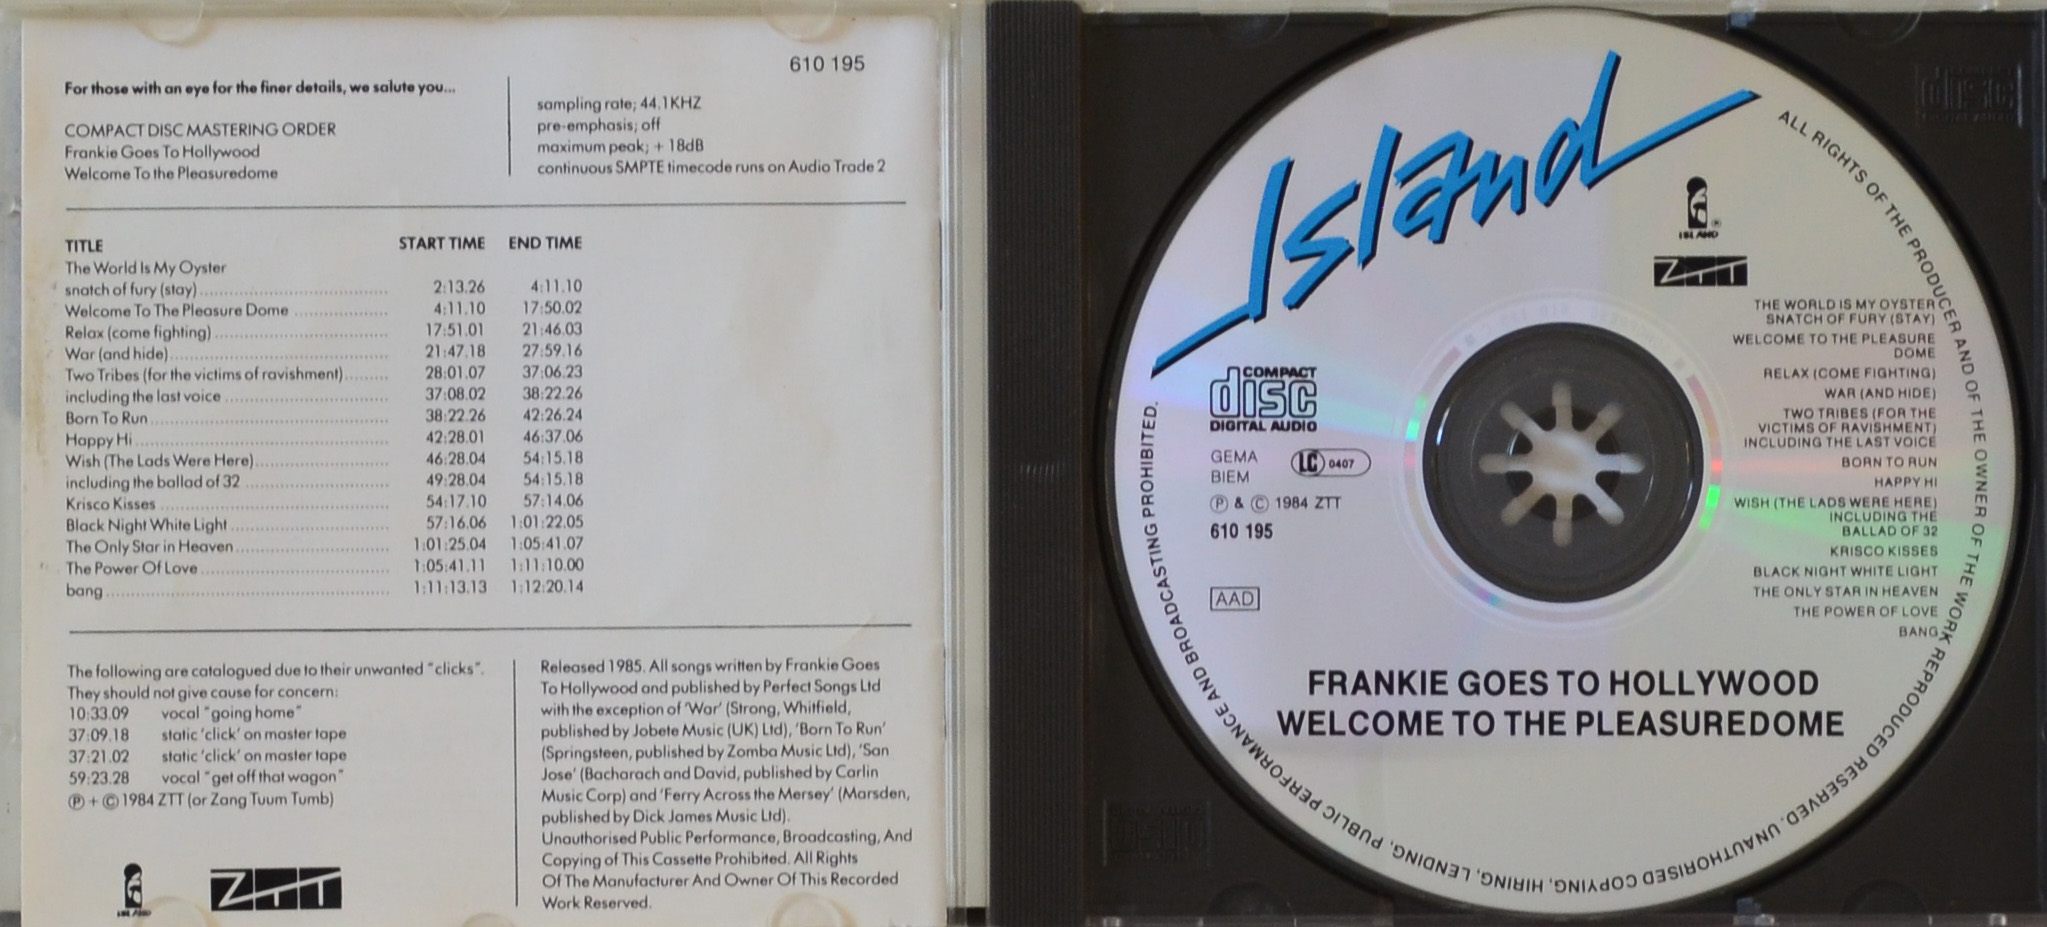 610 195
For those with an eye for the finer details, we salute you...
COMPACT DISC MASTERING ORDER
Frankie Goes To Hollywood
Welcome To the Pleasuredome
sampling rate; 44.1KHZ
pre-emphasis; off
maximum peak; + 18dB
continuous SMPTE timecode runs on Audio Trade 2
TITLE START TIME END TIME
The World Is My Oyster
snatch of fury (stay) 2:13.26 4:11.10
Welcome To The Pleasure Dome 4:11.10 17:50.02
Relax (come fighting) 17:51.01 21:46.03
War (and hide) 21:47.18 27:59.16
Two Tribes (for the victims of ravishment) 28:01.07 37:06.23
including the last voice 37:08.02 38:22.26
Born To Run 38:22.26 42:26.24
Happy Hi 42:28.01 46:37.06
Wish (The Lads Were Here) 46:28.04 54:15.18
including the ballad of 32 49:28.04 54:15.18
Krisco Kisses 54:17.10 57:14.06
Black Night White Light 57:16.06 1:01:22.05
The Only Star in Heaven 1:01:25.04 1:05:41.07
The Power Of Love 1:05:41.11 1:11:10.00
bang 1:11:13.13 1:12:20.14
The following are catalogued due to their unwanted "clicks".
They should not give cause for concern:
10:33.09 vocal "going home"
37:09.18 static 'click' on master tape
37:21.02 static 'click' on master tape
59:23.28 vocal "get off that wagon"
Ⓟ + © 1984 ZTT (or Zang Tuum Tumb)
ISLAND
ZTT
Released 1985. All songs written by Frankie Goes
To Hollywood and published by Perfect Songs Ltd
with the exception of 'War' (Strong, Whitfield,
published by Jobete Music (UK) Ltd), 'Born To Run'
(Springsteen, published by Zomba Music Ltd), 'San
Jose' (Bacharach and David, published by Carlin
Music Corp) and 'Ferry Across the Mersey' (Marsden,
published by Dick James Music Ltd).
Unauthorised Public Performance, Broadcasting, And
Copying of This Cassette Prohibited. All Rights
Of The Manufacturer And Owner Of This Recorded
Work Reserved.
Island
ISLAND ®
ZTT
COMPACT
disc
DIGITAL AUDIO
GEMA
BIEM
LC 0407
Ⓟ & © 1984 ZTT
610 195
AAD
THE WORLD IS MY OYSTER
SNATCH OF FURY (STAY)
WELCOME TO THE PLEASURE
DOME
RELAX (COME FIGHTING)
WAR (AND HIDE)
TWO TRIBES (FOR THE
VICTIMS OF RAVISHMENT)
INCLUDING THE LAST VOICE
BORN TO RUN
HAPPY HI
WISH (THE LADS WERE HERE)
INCLUDING THE
BALLAD OF 32
KRISCO KISSES
BLACK NIGHT WHITE LIGHT
THE ONLY STAR IN HEAVEN
THE POWER OF LOVE
BANG
FRANKIE GOES TO HOLLYWOOD
WELCOME TO THE PLEASUREDOME
ALL RIGHTS OF THE PRODUCER AND OF THE OWNER OF THE WORK REPRODUCED RESERVED. UNAUTHORISED COPYING, HIRING, LENDING, PUBLIC PERFORMANCE AND BROADCASTING PROHIBITED.